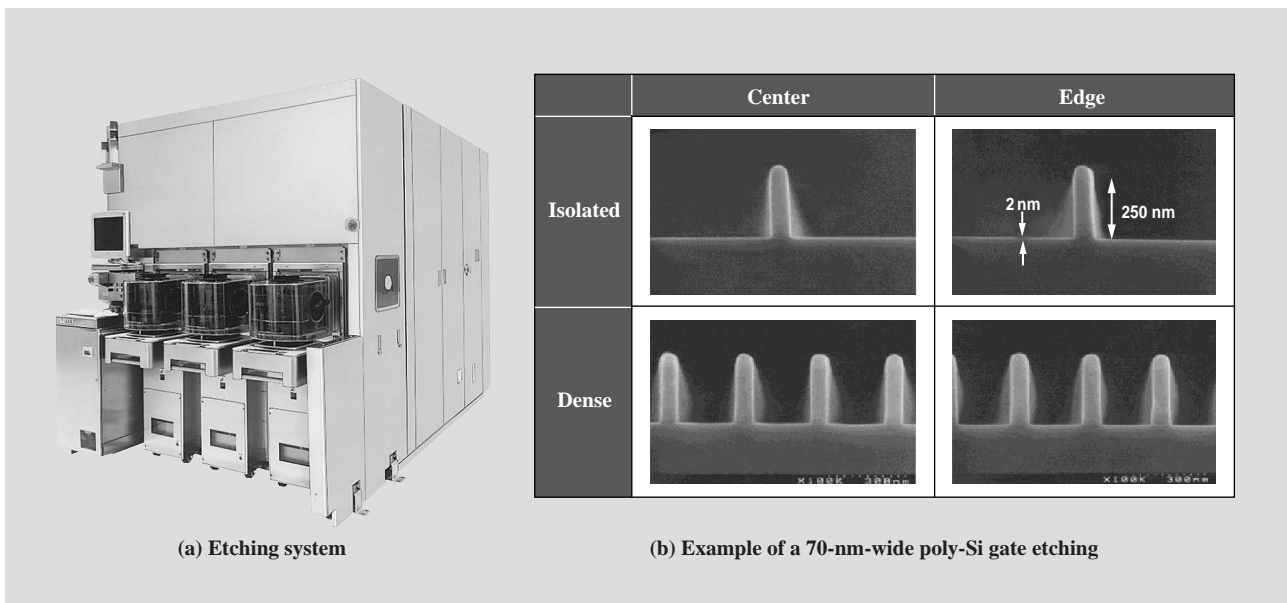 Center
Edge
Isolated
2 nm
250 nm
Dense
X100K 300nm
X100K 300nm
(a) Etching system
(b) Example of a 70-nm-wide poly-Si gate etching